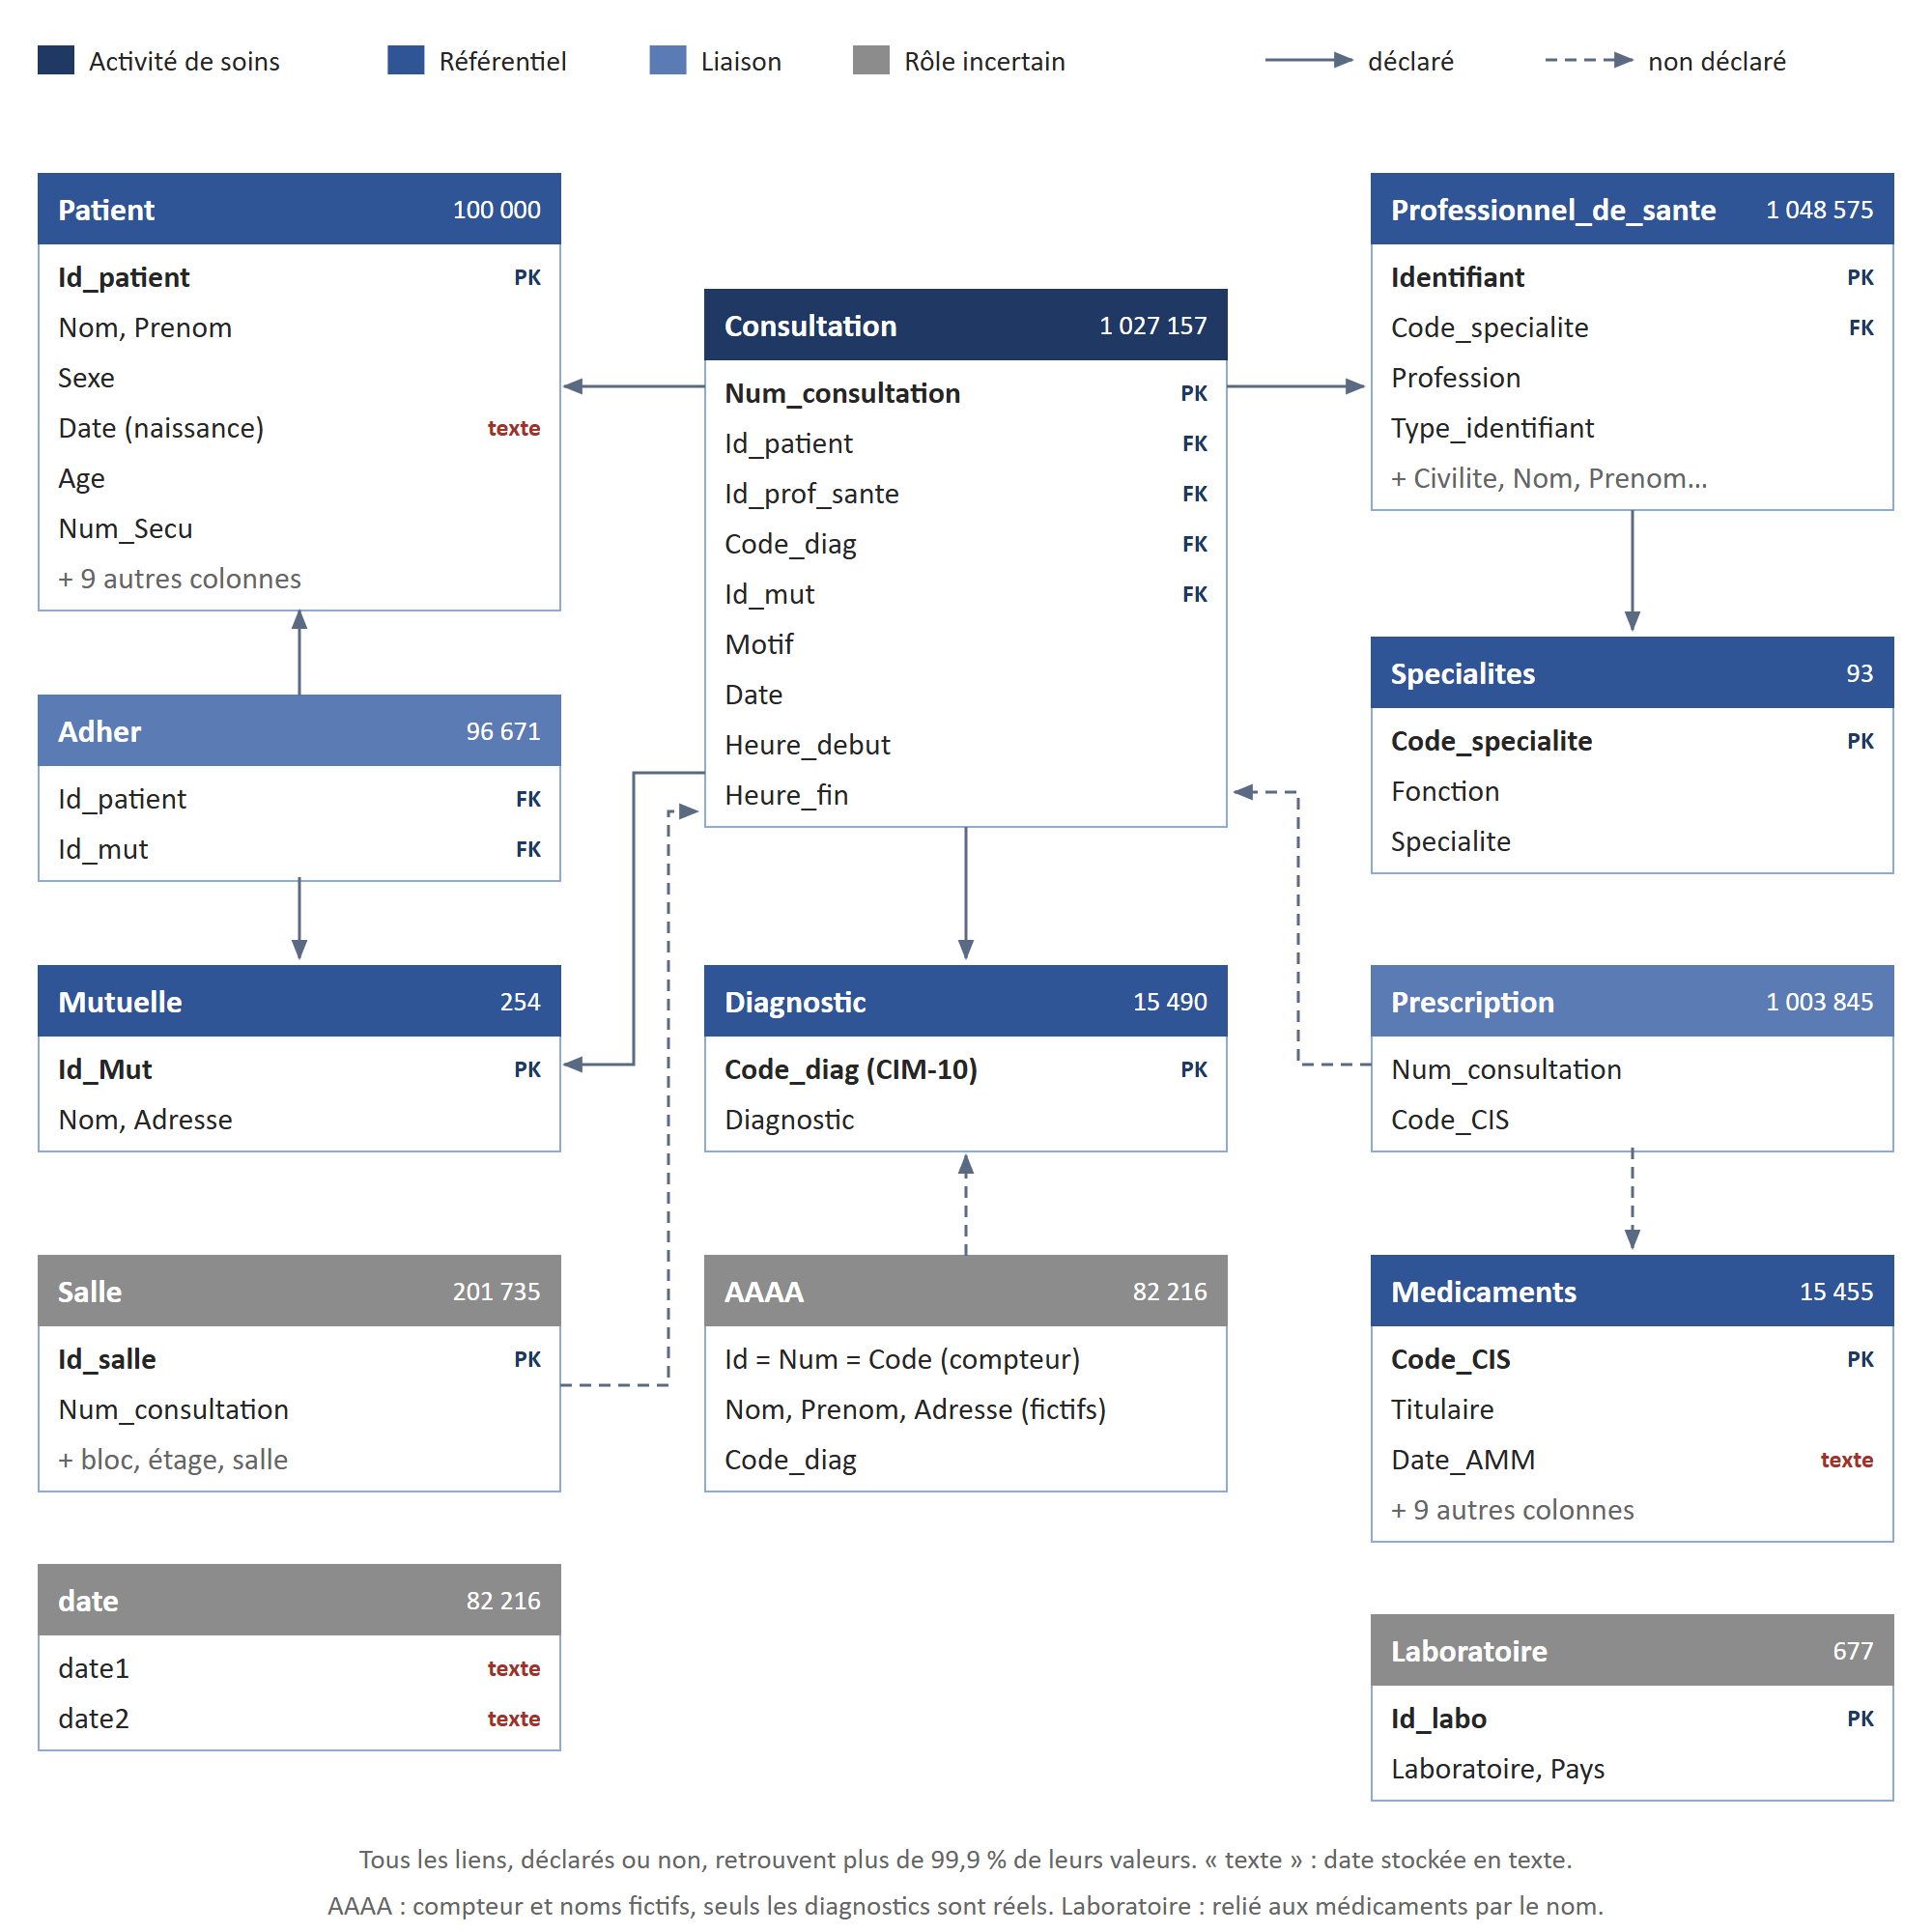 Activité de soins
Référentiel
Liaison
Rôle incertain
déclaré
non déclaré
Patient 100 000
Id_patient PK
Nom, Prenom
Sexe
Date (naissance) texte
Age
Num_Secu
+ 9 autres colonnes
Consultation 1 027 157
Num_consultation PK
Id_patient FK
Id_prof_sante FK
Code_diag FK
Id_mut FK
Motif
Date
Heure_debut
Heure_fin
Professionnel_de_sante 1 048 575
Identifiant PK
Code_specialite FK
Profession
Type_identifiant
+ Civilite, Nom, Prenom...
Specialites 93
Code_specialite PK
Fonction
Specialite
Adher 96 671
Id_patient FK
Id_mut FK
Mutuelle 254
Id_Mut PK
Nom, Adresse
Diagnostic 15 490
Code_diag (CIM-10) PK
Diagnostic
Prescription 1 003 845
Num_consultation
Code_CIS
Salle 201 735
Id_salle PK
Num_consultation
+ bloc, étage, salle
AAAA 82 216
Id = Num = Code (compteur)
Nom, Prenom, Adresse (fictifs)
Code_diag
Medicaments 15 455
Code_CIS PK
Titulaire
Date_AMM texte
+ 9 autres colonnes
date 82 216
date1 texte
date2 texte
Laboratoire 677
Id_labo PK
Laboratoire, Pays
Tous les liens, déclarés ou non, retrouvent plus de 99,9 % de leurs valeurs. « texte » : date stockée en texte.
AAAA : compteur et noms fictifs, seuls les diagnostics sont réels. Laboratoire : relié aux médicaments par le nom.